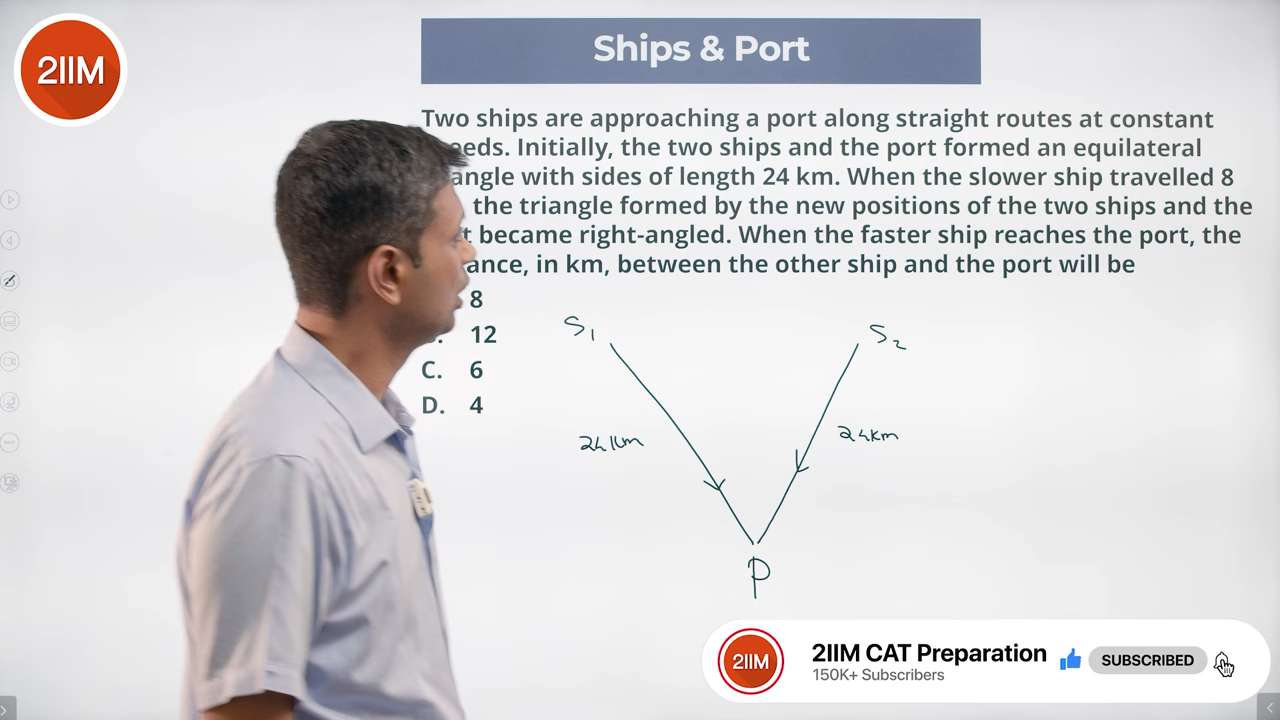 2IIM
Ships & Port
Two ships are approaching a port along straight routes at constant
eeds. Initially, the two ships and the port formed an equilateral
angle with sides of length 24 km. When the slower ship travelled 8
the triangle formed by the new positions of the two ships and the
t became right-angled. When the faster ship reaches the port, the
ance, in km, between the other ship and the port will be
8
12
C. 6
D. 4
S1 S2
24km 24km
P
2IIM
2IIM CAT Preparation
150K+ Subscribers
SUBSCRIBED